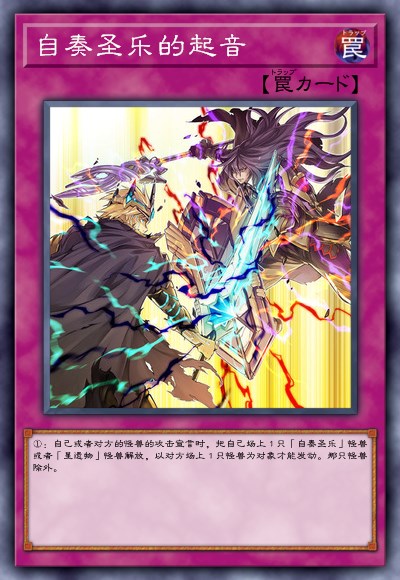 自奏圣乐的起音
トラップ
罠
トラップ
【罠カード】
①：自己或者对方的怪兽的攻击宣言时，把自己场上1只「自奏圣乐」怪兽
或者「星遗物」怪兽解放，以对方场上1只怪兽为对象才能发动。那只怪兽
除外。